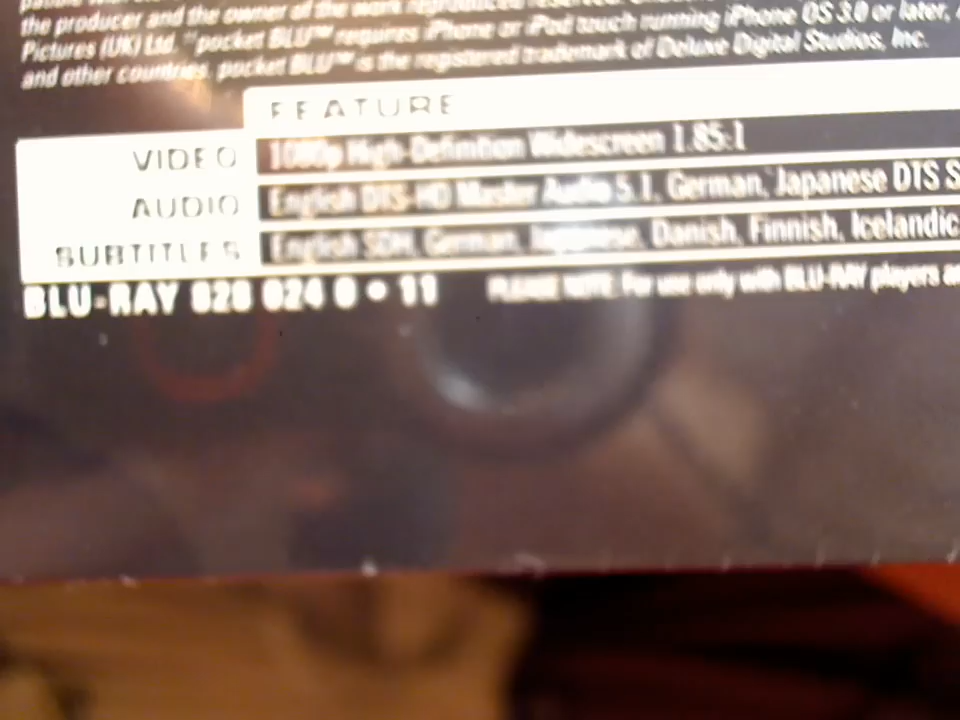 the producer and the owner of the work reproduced
Pictures (UK) Ltd. "pocket BLU™ requires iPhone or iPod touch running iPhone OS 3.0 or later,
and other countries. pocket BLU™ is the registered trademark of Deluxe Digital Studios, Inc.
FEATURE
VIDEO 1080p High-Definition Widescreen 1.85:1
AUDIO English DTS-HD Master Audio 5.1, German, Japanese DTS S
SUBTITLES English SDH, German, Japanese, Danish, Finnish, Icelandic
BLU-RAY 828 024 0 • 11 PLEASE NOTE: For use only with BLU-RAY players